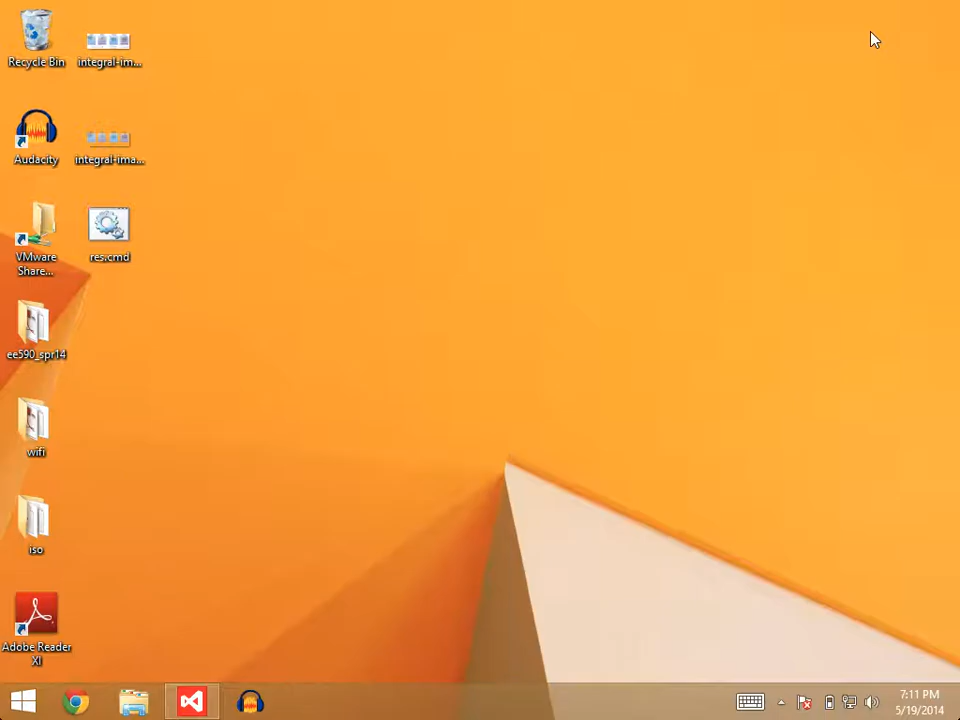 Recycle Bin
integral-im...
Audacity
integral-ima...
VMware
Share...
res.cmd
ee590_spr14
wifi
iso
Adobe Reader
XI
7:11 PM
5/19/2014